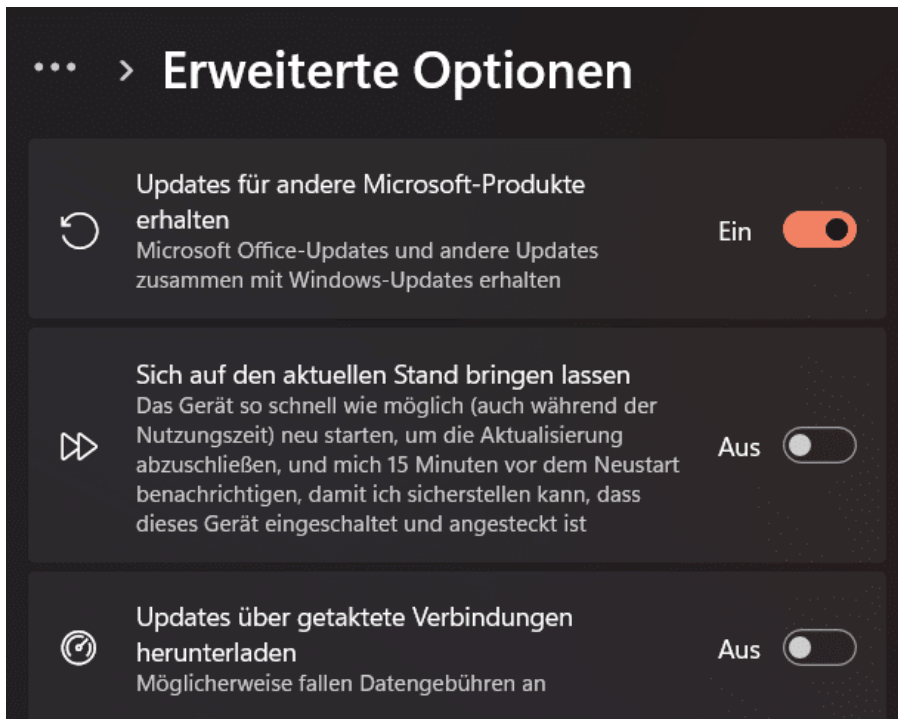 ... > Erweiterte Optionen
Updates für andere Microsoft-Produkte
erhalten
Microsoft Office-Updates und andere Updates
zusammen mit Windows-Updates erhalten
Ein
Sich auf den aktuellen Stand bringen lassen
Das Gerät so schnell wie möglich (auch während der
Nutzungszeit) neu starten, um die Aktualisierung
abzuschließen, und mich 15 Minuten vor dem Neustart
benachrichtigen, damit ich sicherstellen kann, dass
dieses Gerät eingeschaltet und angesteckt ist
Aus
Updates über getaktete Verbindungen
herunterladen
Möglicherweise fallen Datengebühren an
Aus